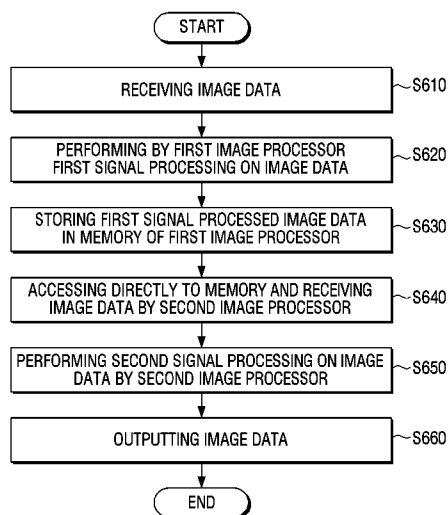 START
RECEIVING IMAGE DATA
S610
PERFORMING BY FIRST IMAGE PROCESSOR
FIRST SIGNAL PROCESSING ON IMAGE DATA
S620
STORING FIRST SIGNAL PROCESSED IMAGE DATA
IN MEMORY OF FIRST IMAGE PROCESSOR
S630
ACCESSING DIRECTLY TO MEMORY AND RECEIVING
IMAGE DATA BY SECOND IMAGE PROCESSOR
S640
PERFORMING SECOND SIGNAL PROCESSING ON IMAGE
DATA BY SECOND IMAGE PROCESSOR
S650
OUTPUTTING IMAGE DATA
S660
END